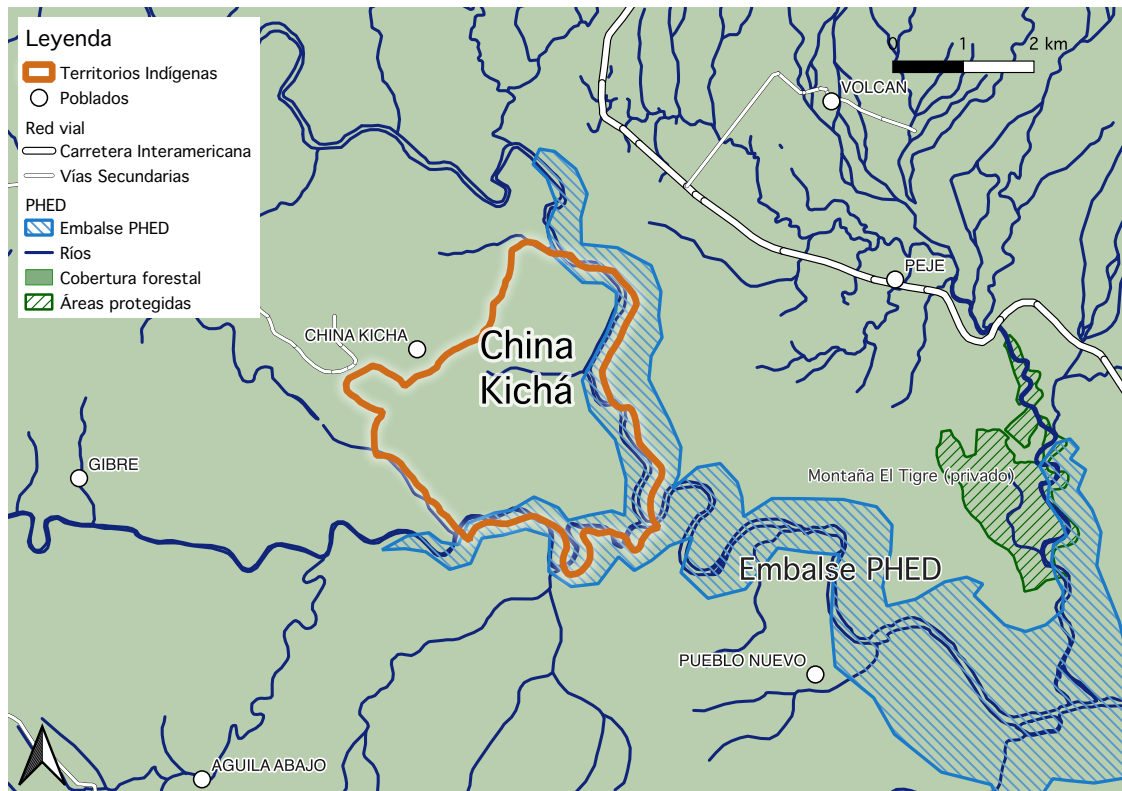 Leyenda
Territorios Indígenas
Poblados
Red vial
Carretera Interamericana
Vías Secundarias
PHED
Embalse PHED
Ríos
Cobertura forestal
Áreas protegidas
0 1 2 km
VOLCAN
PEJE
CHINA KICHA
China
Kichá
GIBRE
Montaña El Tigre (privado)
Embalse PHED
PUEBLO NUEVO
AGUILA ABAJO